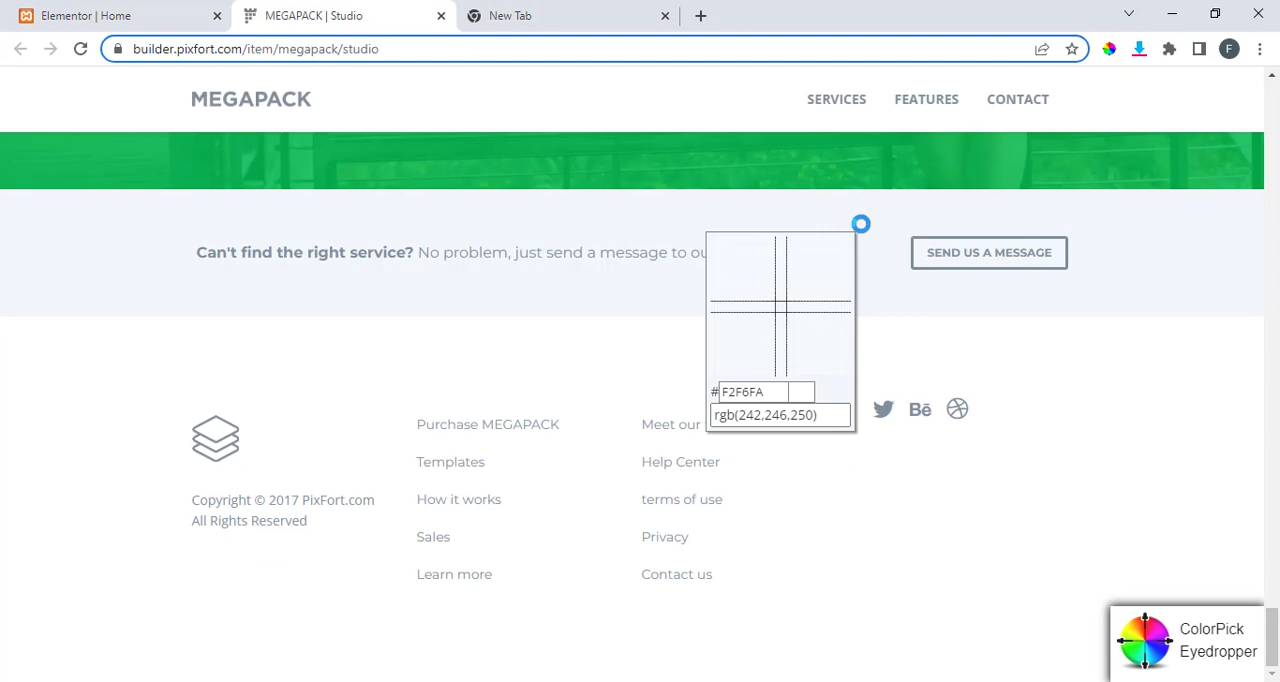 Elementor | Home
MEGAPACK | Studio
New Tab
builder.pixfort.com/item/megapack/studio
F
MEGAPACK
SERVICES
FEATURES
CONTACT
Can't find the right service? No problem, just send a message to ou
SEND US A MESSAGE
#F2F6FA
rgb(242,246,250)
Purchase MEGAPACK
Templates
How it works
Sales
Learn more
Meet our
Help Center
terms of use
Privacy
Contact us
Bē
Copyright © 2017 PixFort.com
All Rights Reserved
ColorPick
Eyedropper